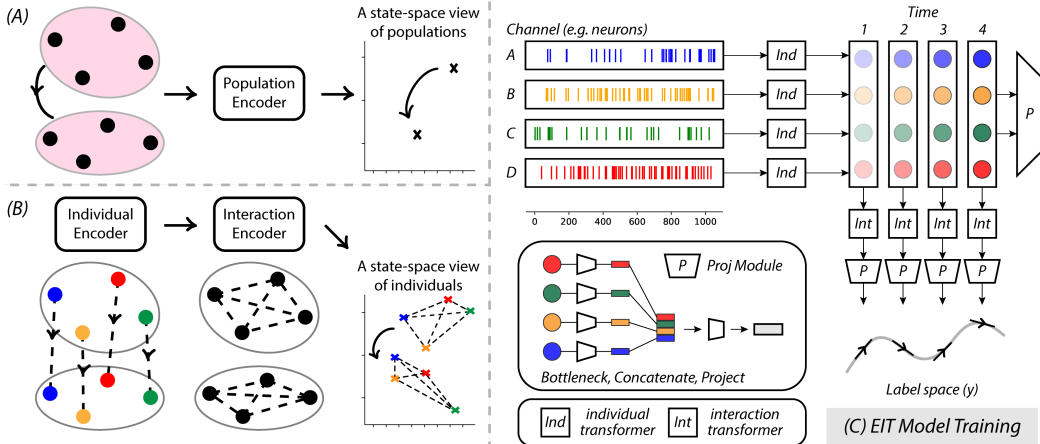 (A)
A state-space view
of populations
Population
Encoder
(B)
Individual
Encoder
Interaction
Encoder
A state-space view
of individuals
Time
Channel (e.g. neurons)
1 2 3 4
A
Ind
B
Ind
P
C
Ind
D
Ind
0 200 400 600 800 1000
Int Int Int Int
P Proj Module
P P P P
Bottleneck, Concatenate, Project
Label space (y)
Ind individual
transformer
Int interaction
transformer
(C) EIT Model Training